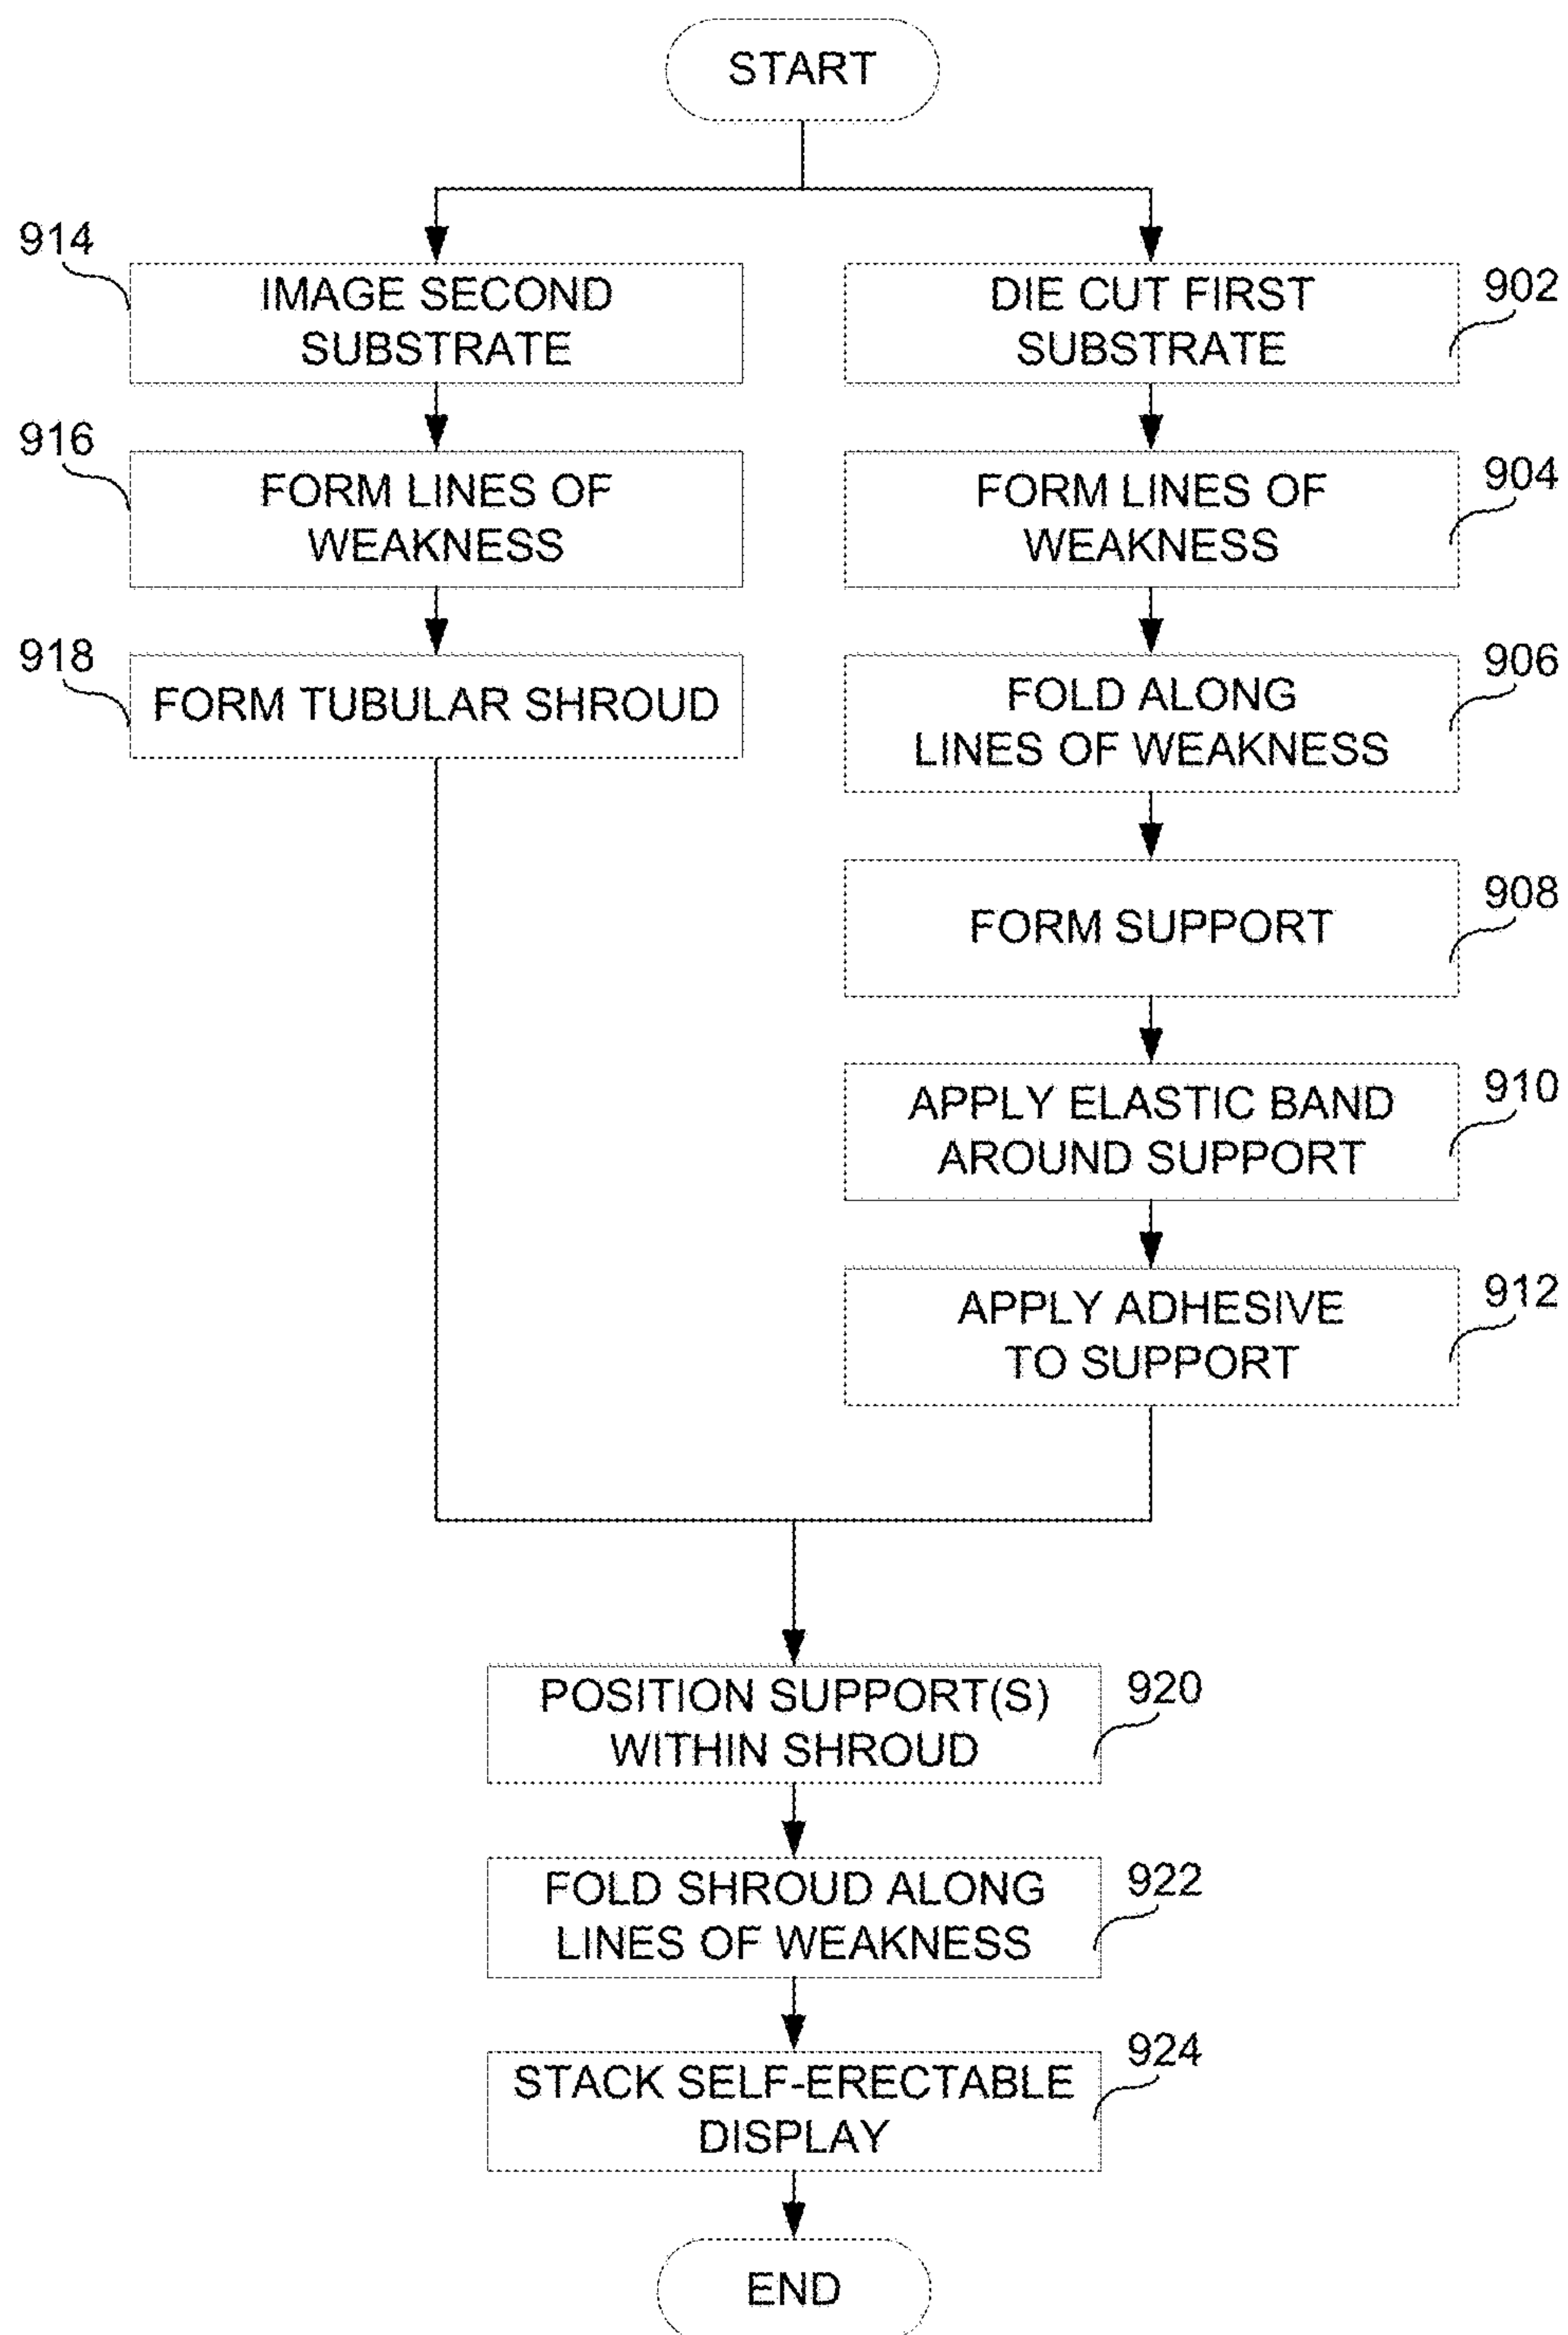 START
914
IMAGE SECOND
SUBSTRATE
DIE CUT FIRST
SUBSTRATE
902
916
FORM LINES OF
WEAKNESS
FORM LINES OF
WEAKNESS
904
918
FORM TUBULAR SHROUD
FOLD ALONG
LINES OF WEAKNESS
906
FORM SUPPORT
908
APPLY ELASTIC BAND
AROUND SUPPORT
910
APPLY ADHESIVE
TO SUPPORT
912
POSITION SUPPORT(S)
WITHIN SHROUD
920
FOLD SHROUD ALONG
LINES OF WEAKNESS
922
STACK SELF-ERECTABLE
DISPLAY
924
END